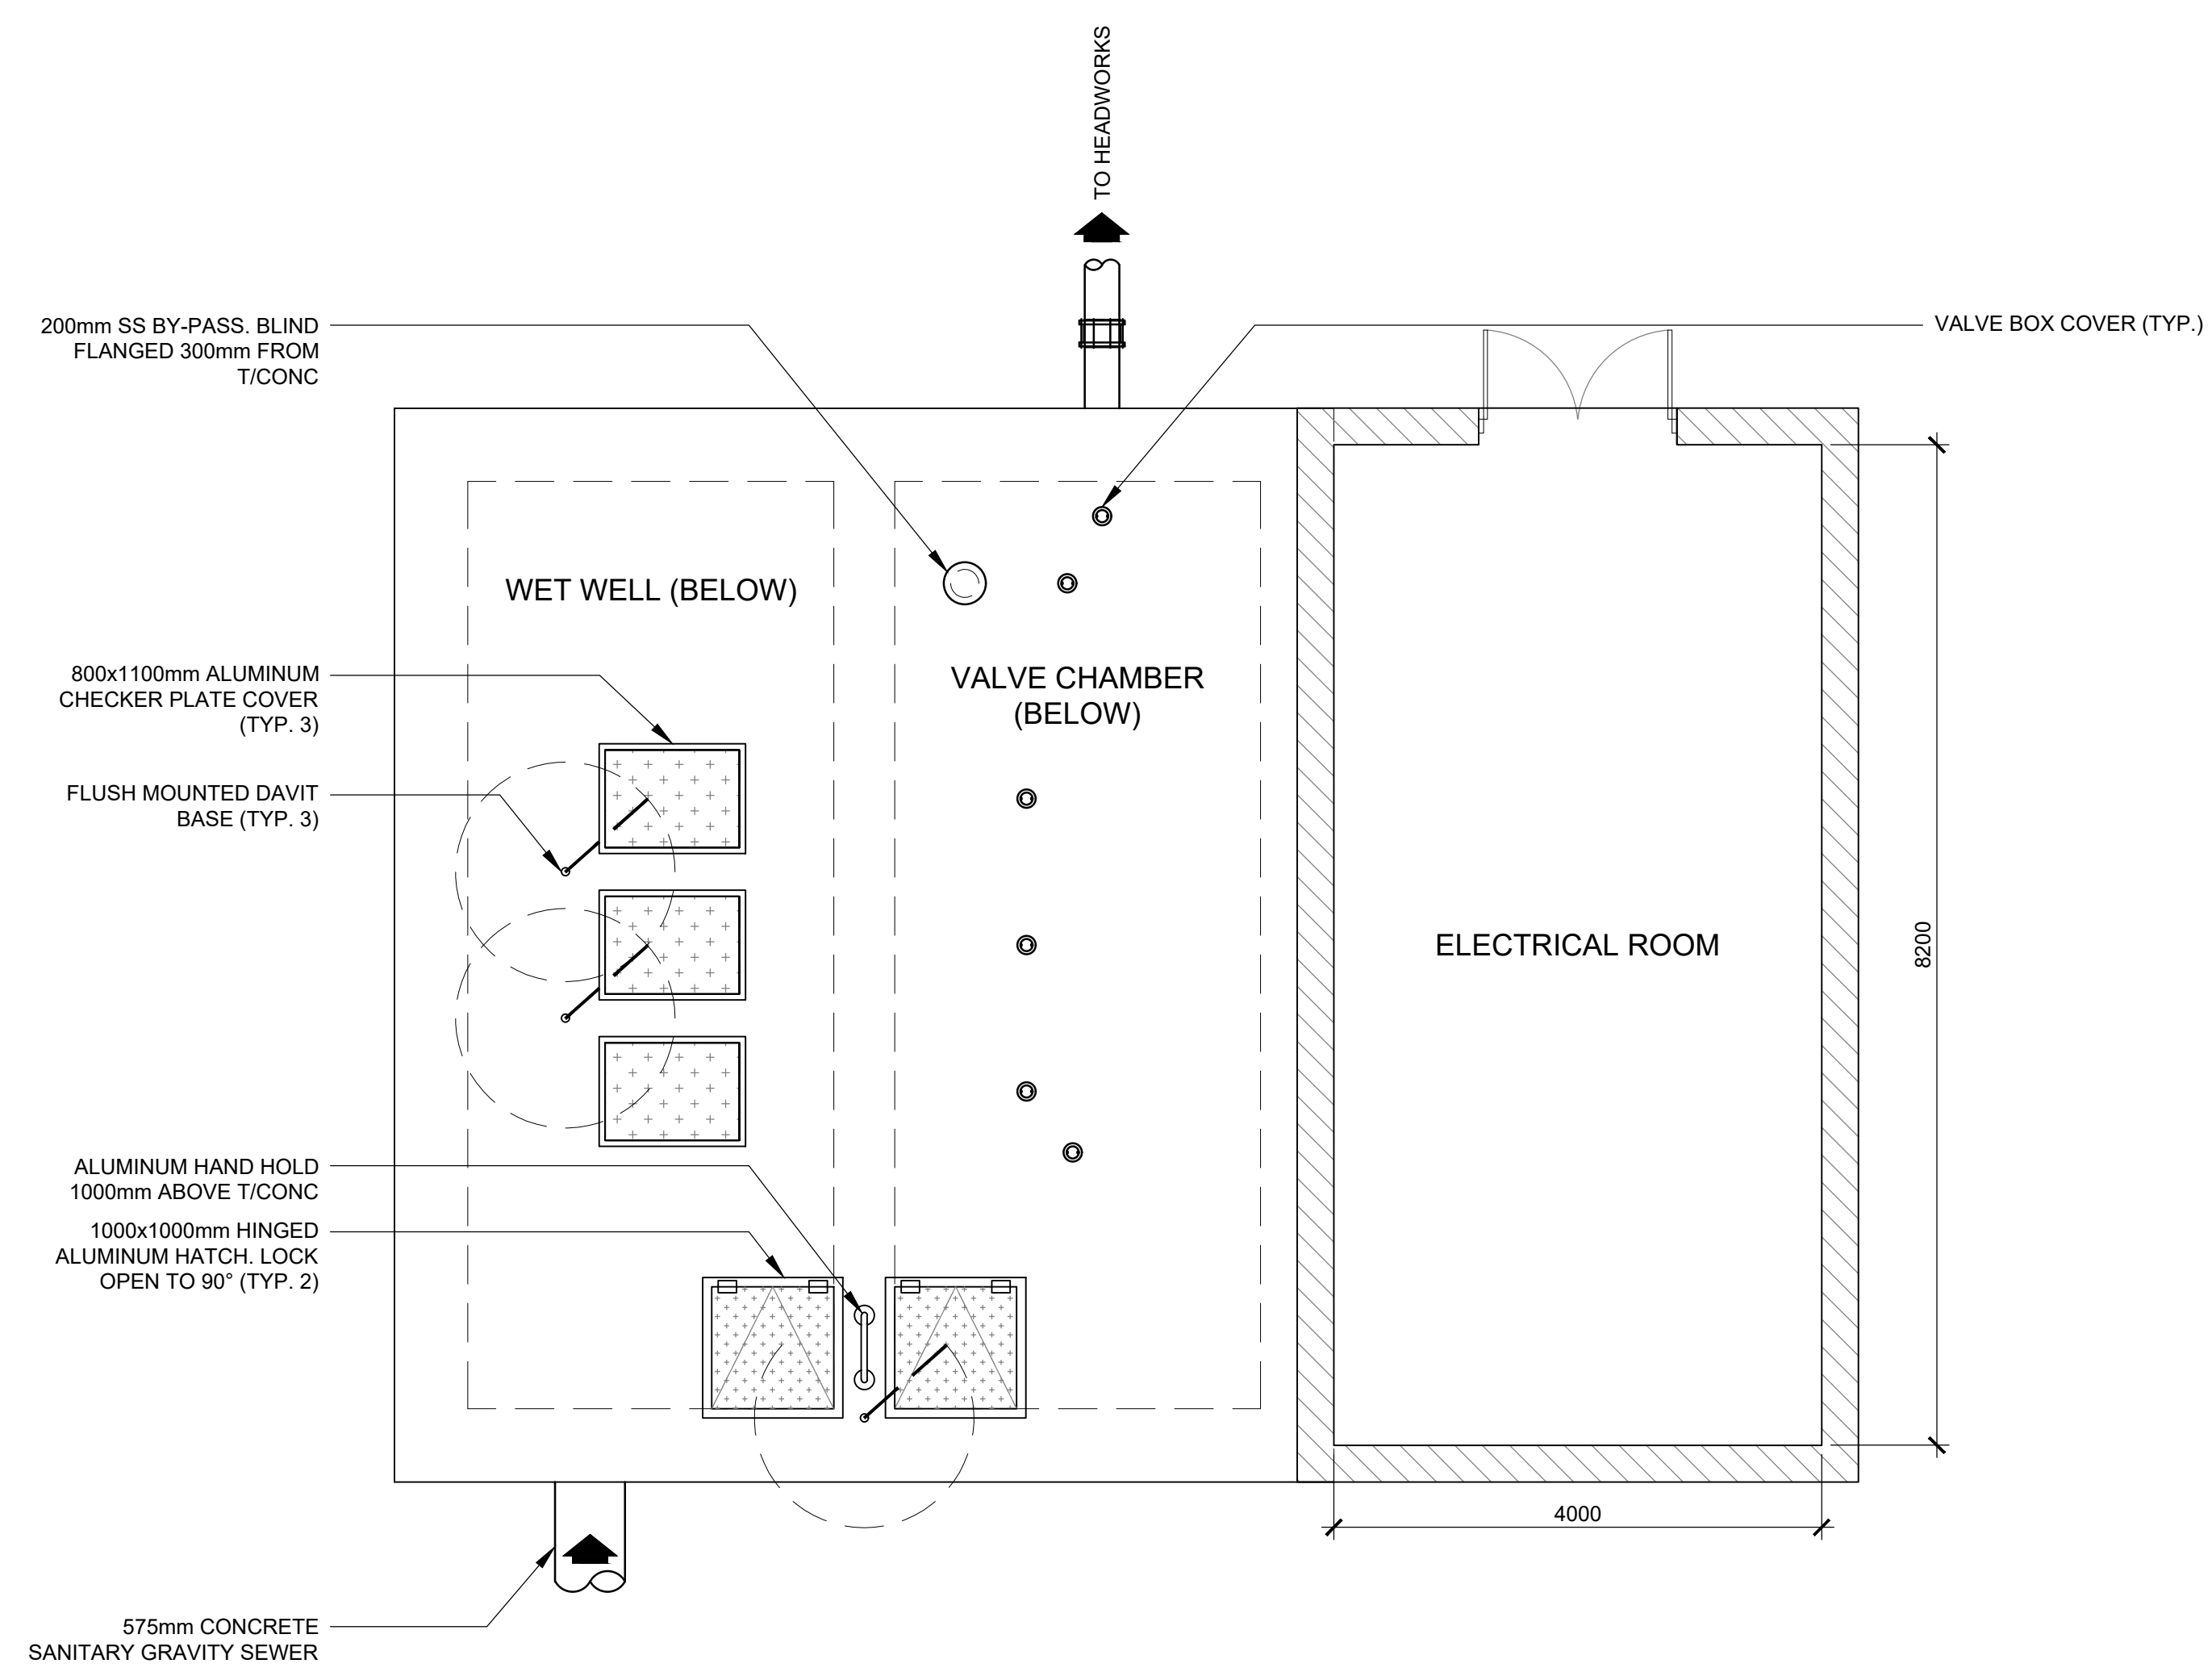 TO HEADWORKS
200mm SS BY-PASS. BLIND
FLANGED 300mm FROM
T/CONC
VALVE BOX COVER (TYP.)
WET WELL (BELOW)
VALVE CHAMBER
(BELOW)
800x1100mm ALUMINUM
CHECKER PLATE COVER
(TYP. 3)
FLUSH MOUNTED DAVIT
BASE (TYP. 3)
ELECTRICAL ROOM
8200
ALUMINUM HAND HOLD
1000mm ABOVE T/CONC
1000x1000mm HINGED
ALUMINUM HATCH. LOCK
OPEN TO 90° (TYP. 2)
4000
575mm CONCRETE
SANITARY GRAVITY SEWER